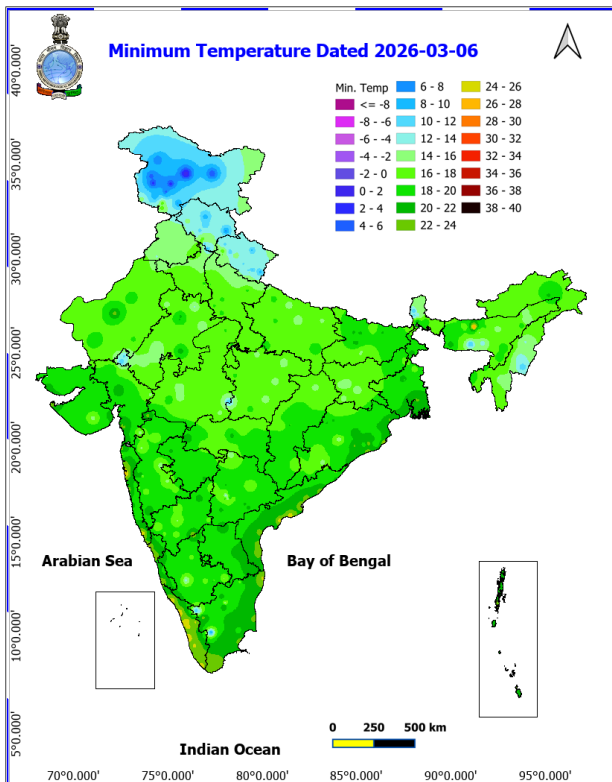 Minimum Temperature Dated 2026-03-06
Min. Temp
<= -8
-8 - -6
-6 - -4
-4 - -2
-2 - 0
0 - 2
2 - 4
4 - 6
6 - 8
8 - 10
10 - 12
12 - 14
14 - 16
16 - 18
18 - 20
20 - 22
22 - 24
24 - 26
26 - 28
28 - 30
30 - 32
32 - 34
34 - 36
36 - 38
38 - 40
40°0.000'
35°0.000'
30°0.000'
25°0.000'
20°0.000'
15°0.000'
10°0.000'
5°0.000'
Arabian Sea
Bay of Bengal
Indian Ocean
0 250 500 km
70°0.000' 75°0.000' 80°0.000' 85°0.000' 90°0.000' 95°0.000'